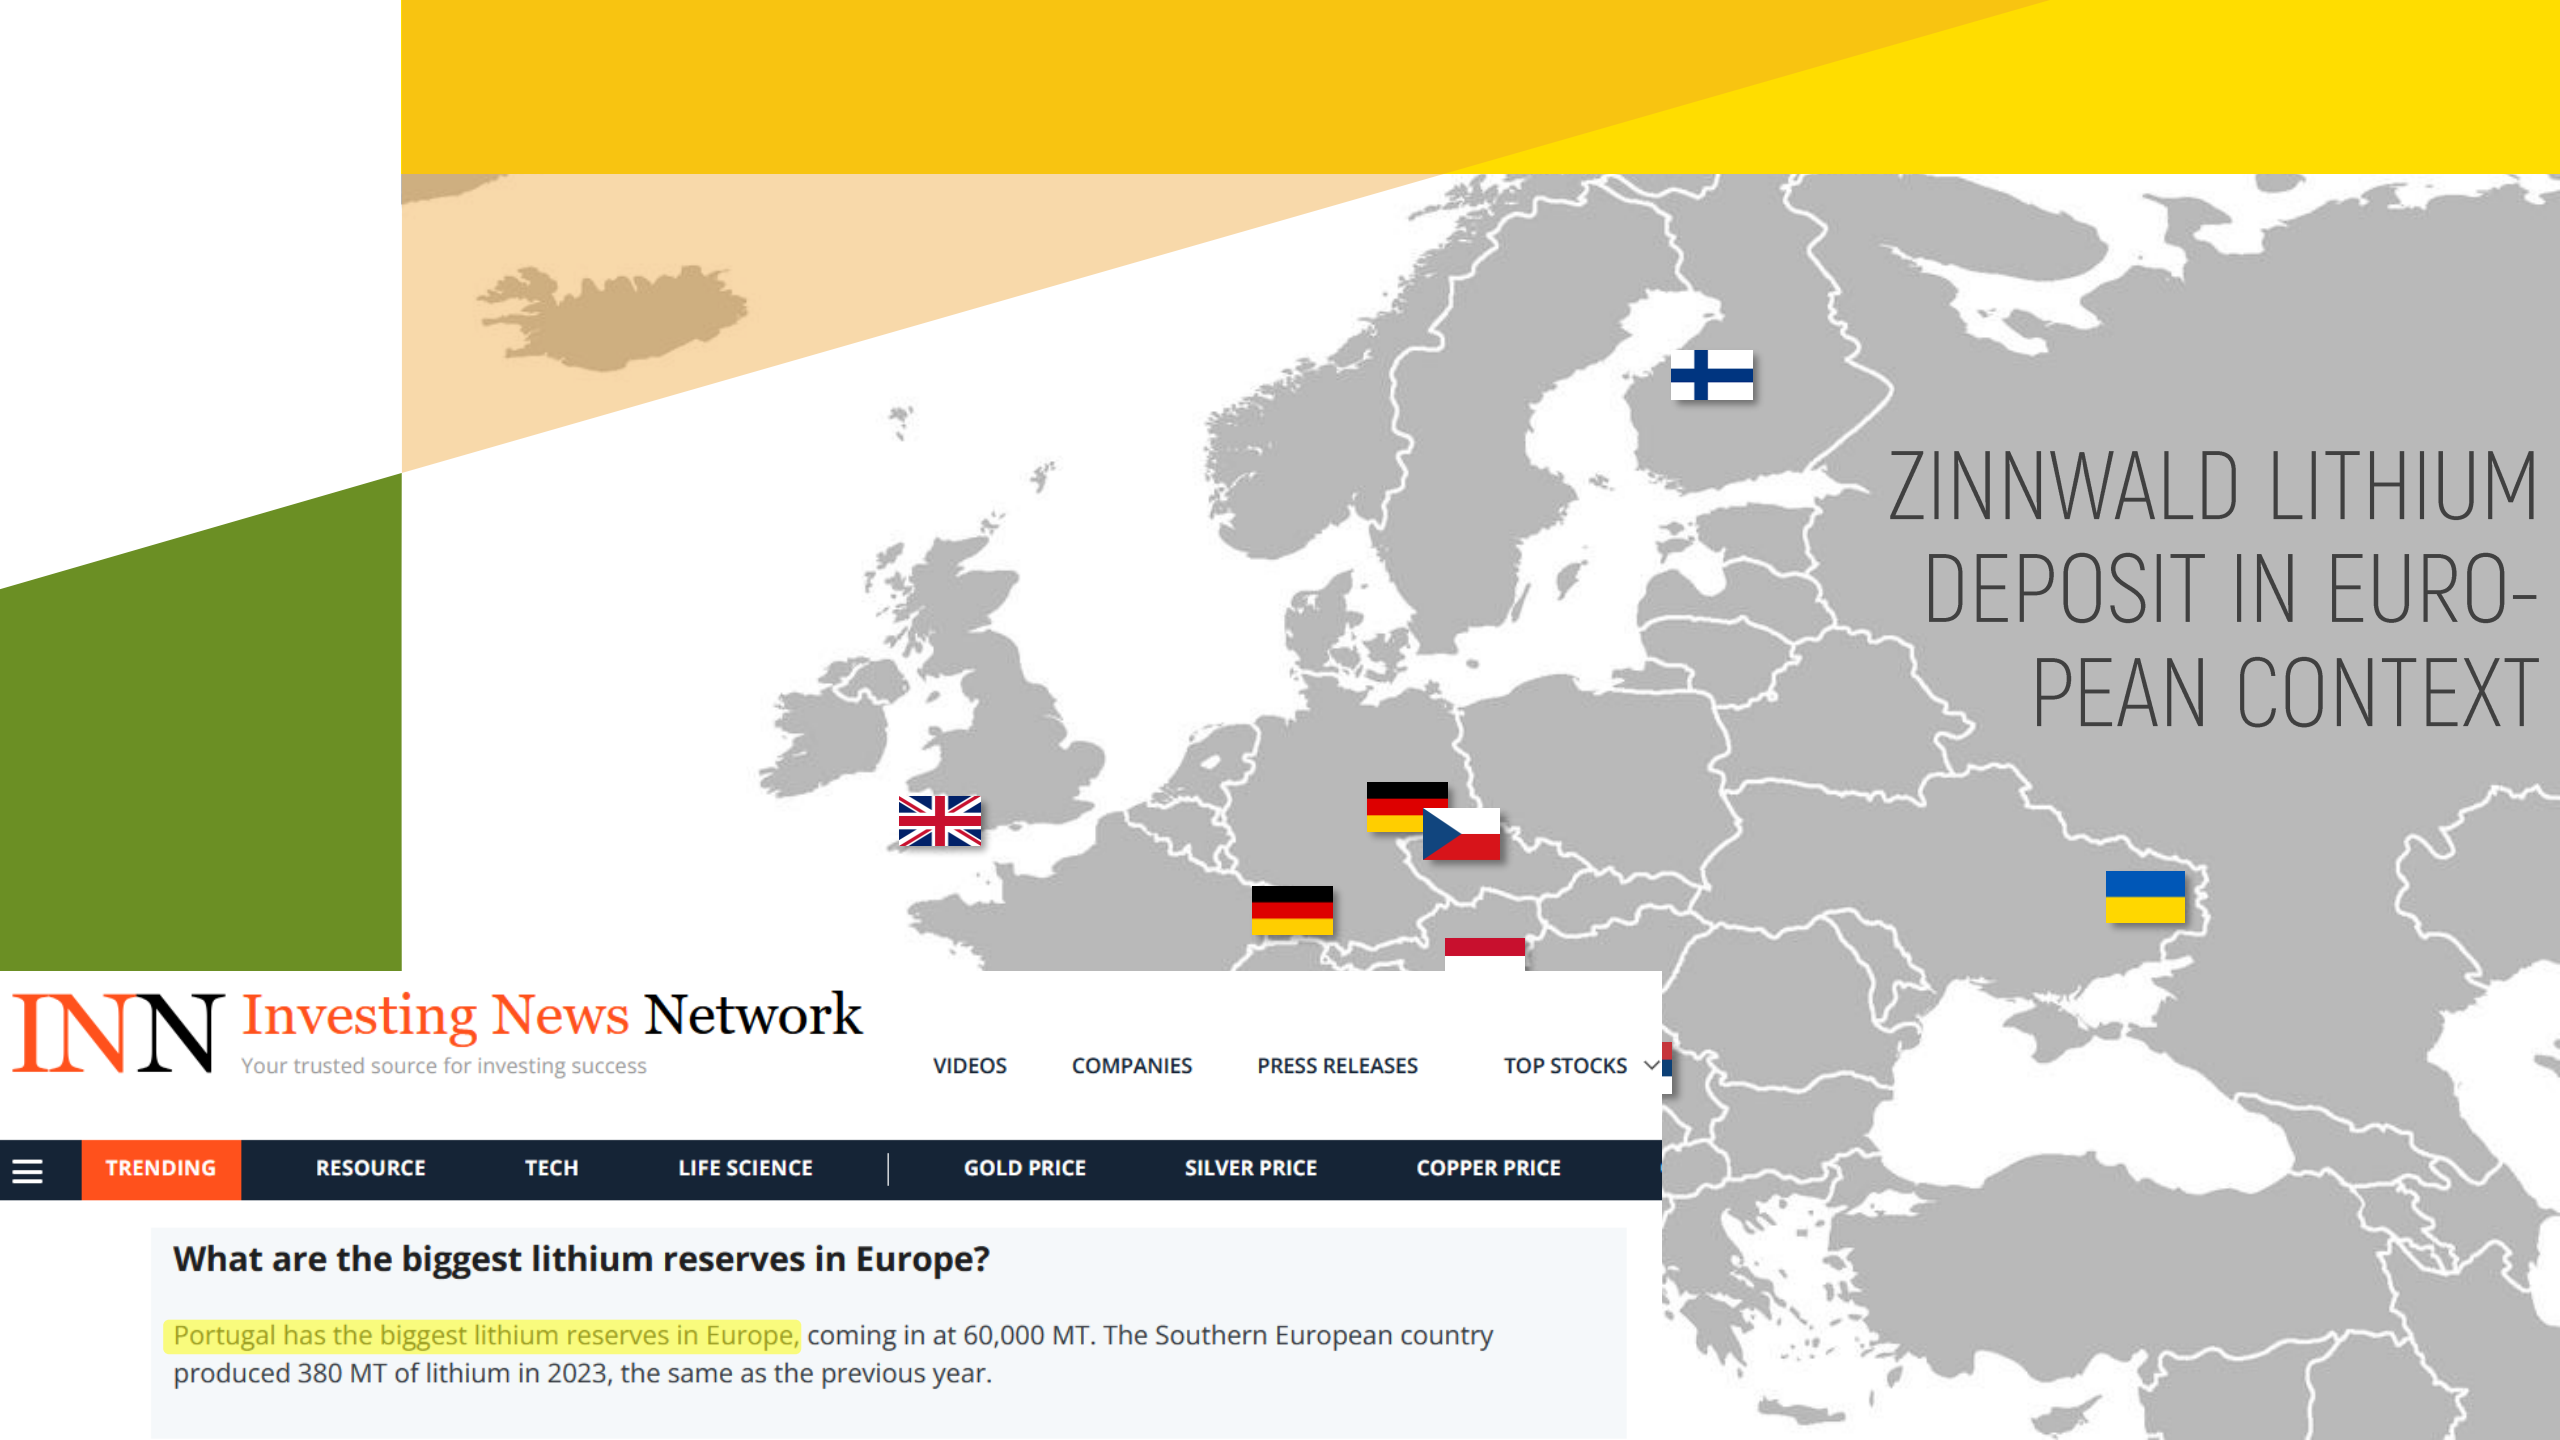 ZINNWALD LITHIUM
DEPOSIT IN EURO-
PEAN CONTEXT
INN Investing News Network
Your trusted source for investing success
VIDEOS COMPANIES PRESS RELEASES TOP STOCKS
TRENDING RESOURCE TECH LIFE SCIENCE GOLD PRICE SILVER PRICE COPPER PRICE
What are the biggest lithium reserves in Europe?
Portugal has the biggest lithium reserves in Europe, coming in at 60,000 MT. The Southern European country
produced 380 MT of lithium in 2023, the same as the previous year.